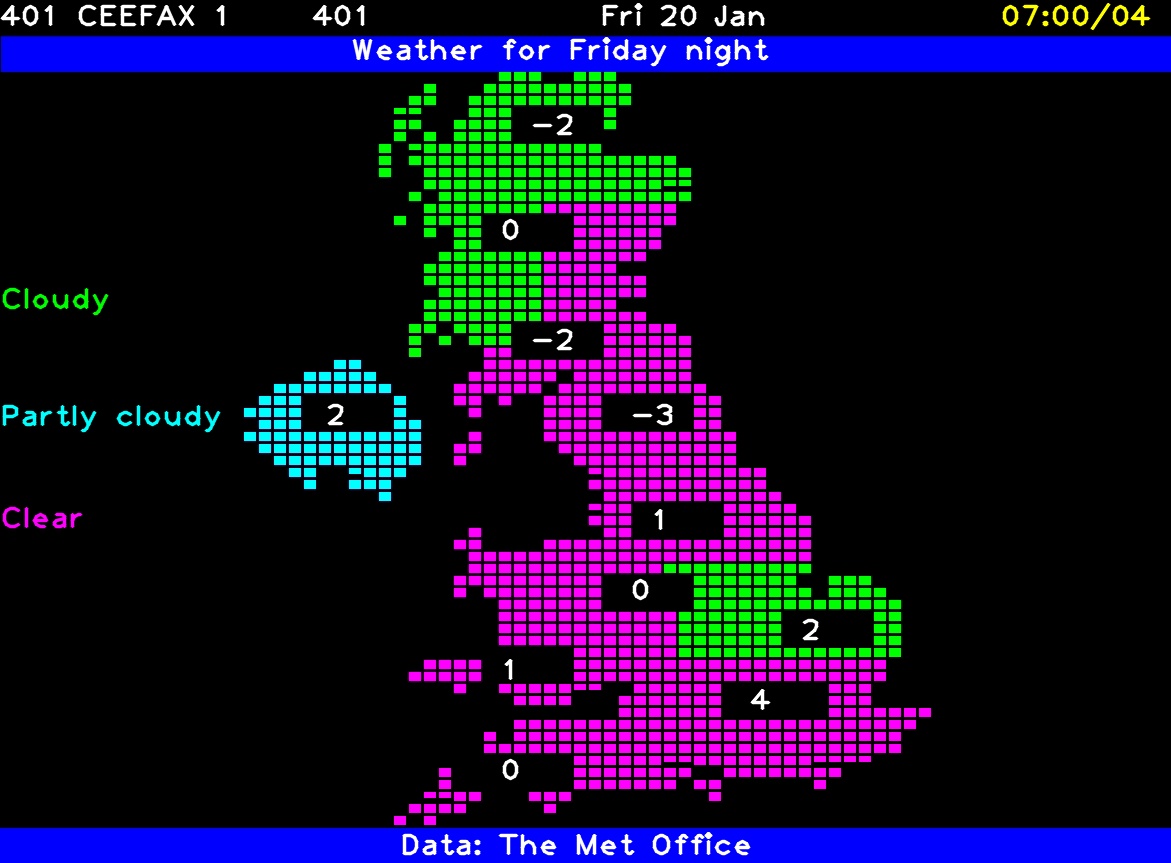 401 CEEFAX 1 401 Fri 20 Jan 07:00/04
Weather for Friday night
-2
0
Cloudy
-2
Partly cloudy 2 -3
Clear 1
0
2
1
4
0
Data: The Met Office